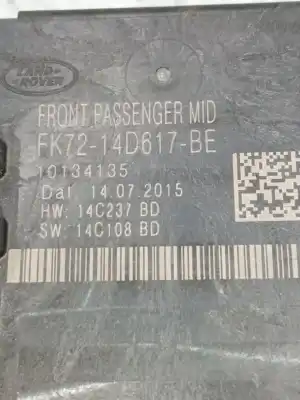 LAND-
ROVER
FRONT PASSENGER MID
FK72-14D617-BE
10134135
Dat 14.07.2015
HW: 14C237 BD
SW: 14C108 BD